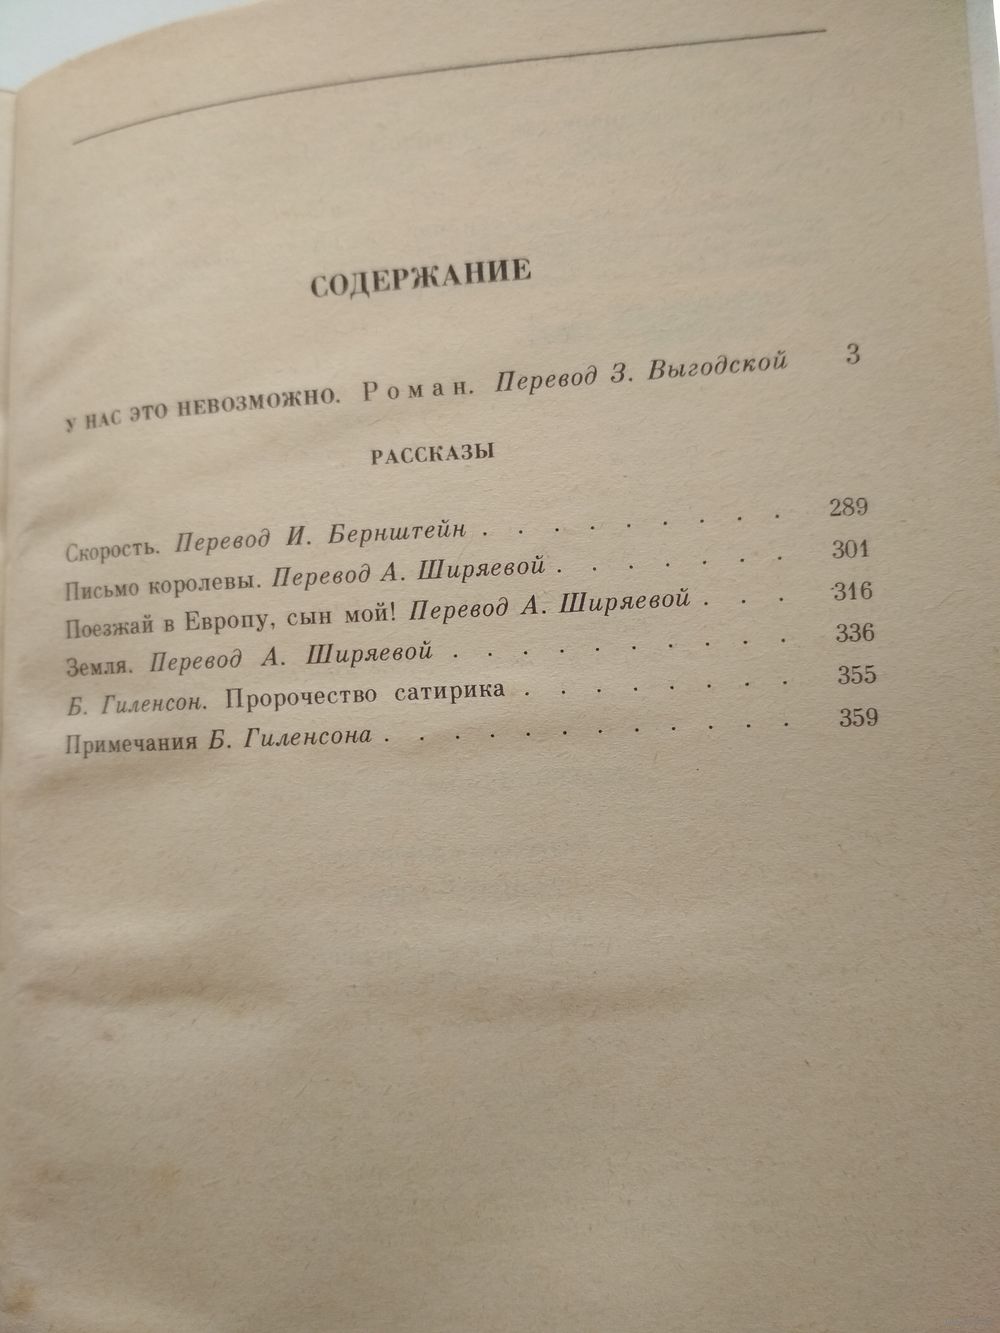 СОДЕРЖАНИЕ
У НАС ЭТО НЕВОЗМОЖНО. Роман. Перевод З. Выгодской 3
РАССКАЗЫ
Скорость. Перевод И. Бернштейн . . . . . . . . . 289
Письмо королевы. Перевод А. Ширяевой . . . . . . . 301
Поезжай в Европу, сын мой! Перевод А. Ширяевой . . . 316
Земля. Перевод А. Ширяевой . . . . . . . . . . 336
Б. Гиленсон. Пророчество сатирика . . . . . . . . 355
Примечания Б. Гиленсона . . . . . . . . . . . . 359